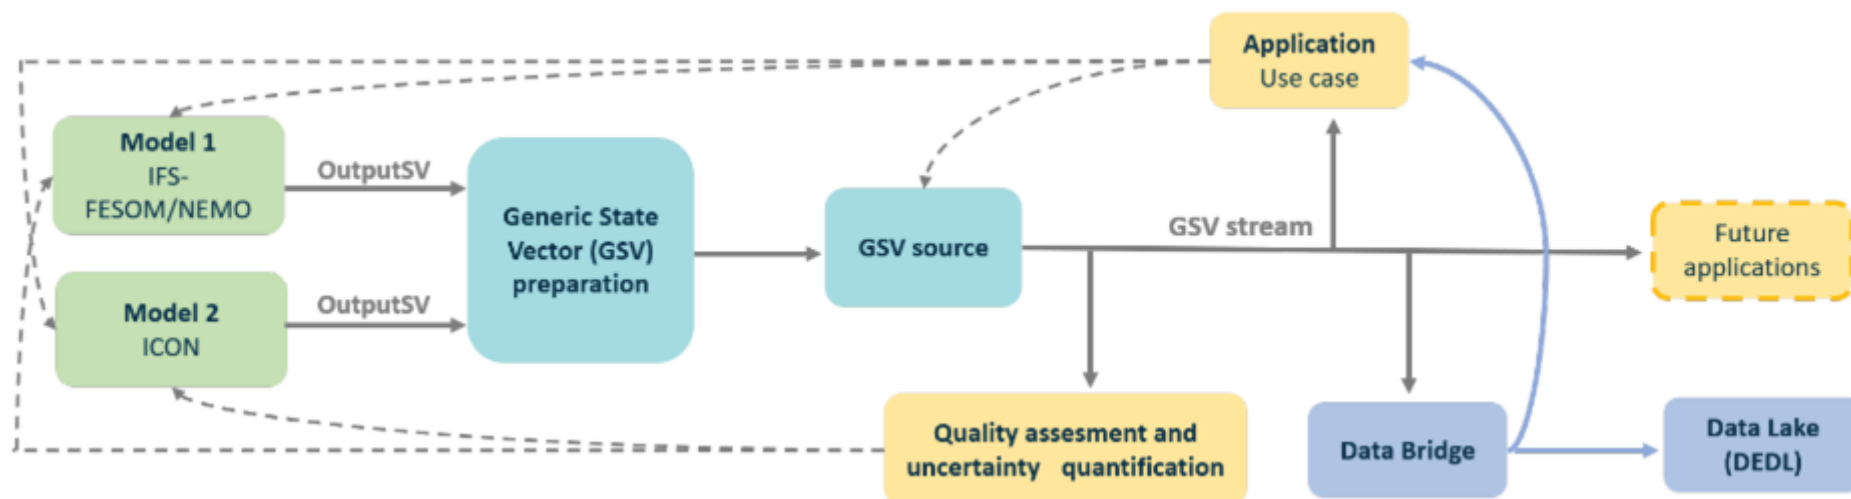 Application
Use case
Model 1
IFS-
FESOM/NEMO
OutputSV
Generic State
Vector (GSV)
preparation
GSV source
GSV stream
Future
applications
Model 2
ICON
OutputSV
Quality assesment and
uncertainty quantification
Data Bridge
Data Lake
(DEDL)